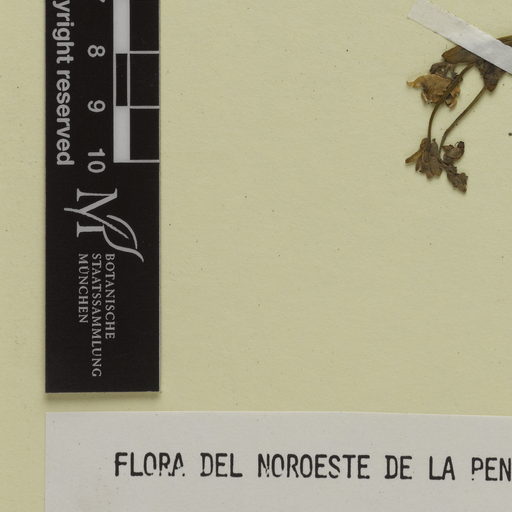 yright reserved
7 8 9 10
M
BOTANISCHE
STAATSSAMMLUNG
MÜNCHEN
FLORA DEL NOROESTE DE LA PEN